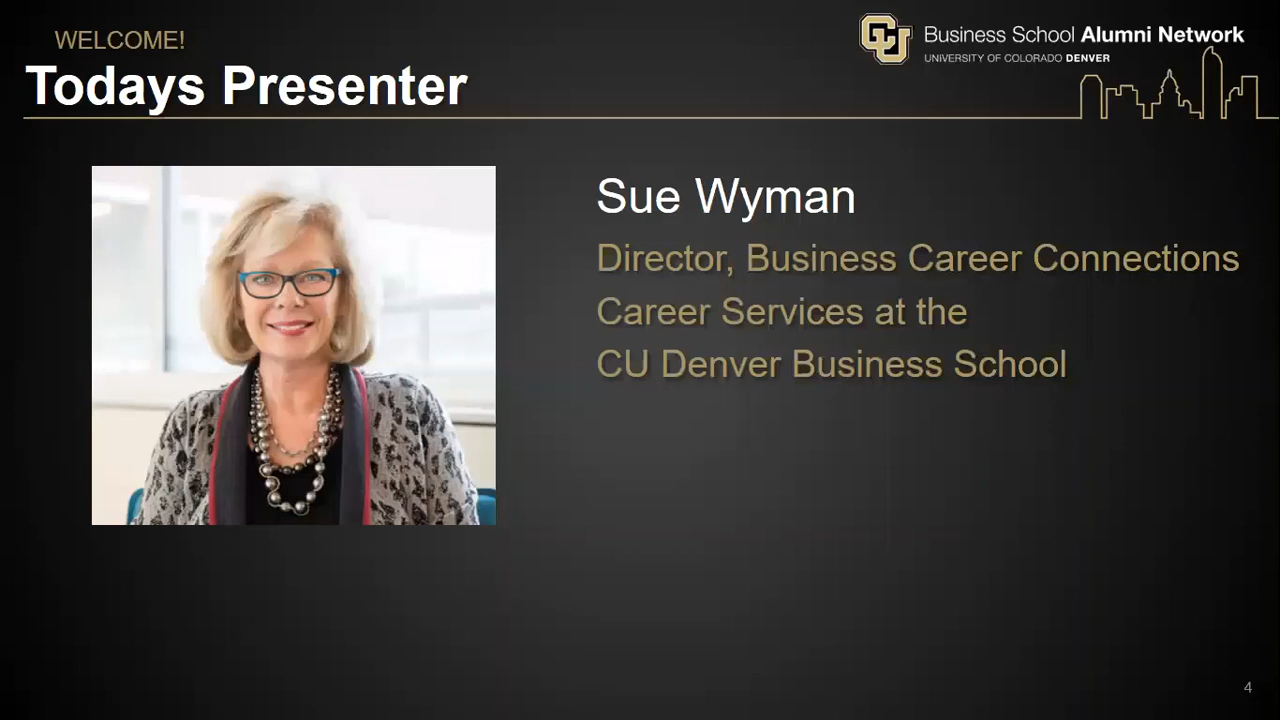 WELCOME!
Todays Presenter
CU
Business School Alumni Network
UNIVERSITY OF COLORADO DENVER
Sue Wyman
Director, Business Career Connections
Career Services at the
CU Denver Business School
4